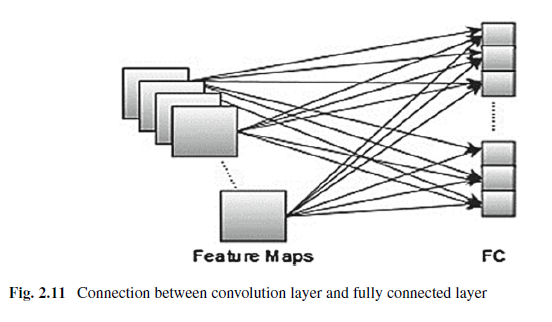 Feature Maps
FC
Fig. 2.11 Connection between convolution layer and fully connected layer